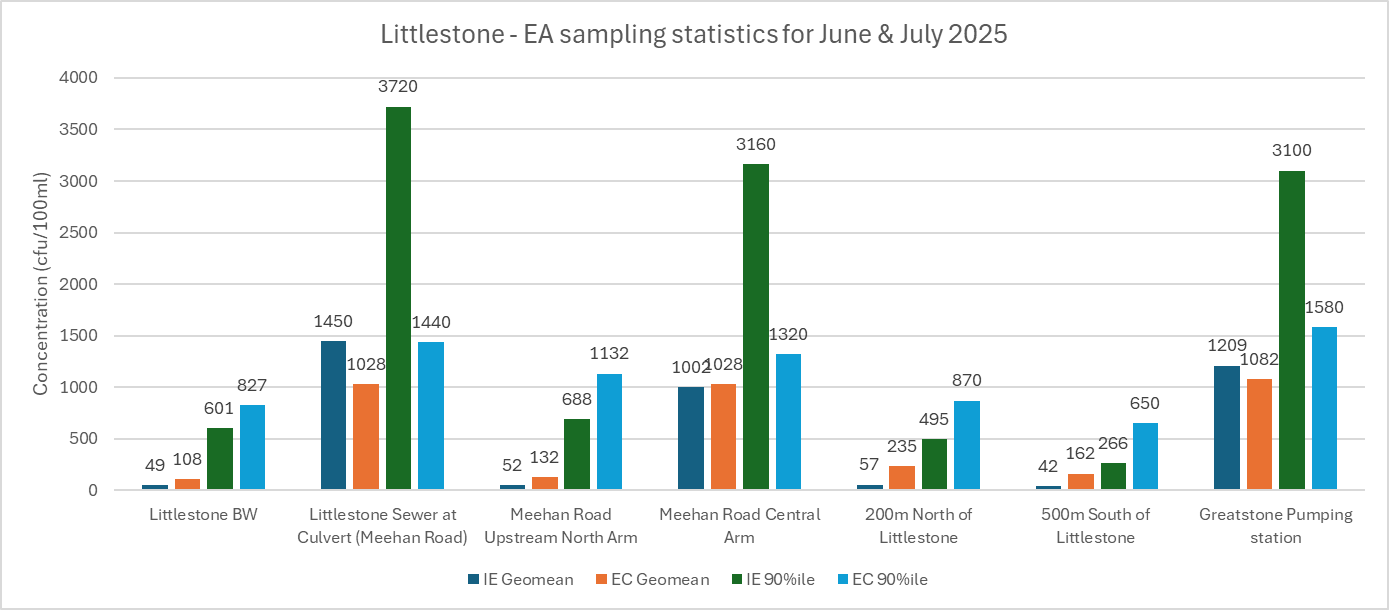 Littlestone - EA sampling statistics for June & July 2025
Concentration (cfu/100ml)
4000
3500
3000
2500
2000
1500
1000
500
0
49 108 601 827
1450 1028 3720 1440
52 132 688 1132
1002 1028 3160 1320
57 235 495 870
42 162 266 650
1209 1082 3100 1580
Littlestone BW
Littlestone Sewer at
Culvert (Meehan Road)
Meehan Road
Upstream North Arm
Meehan Road Central
Arm
200m North of
Littlestone
500m South of
Littlestone
Greatstone Pumping
station
IE Geomean EC Geomean IE 90%ile EC 90%ile